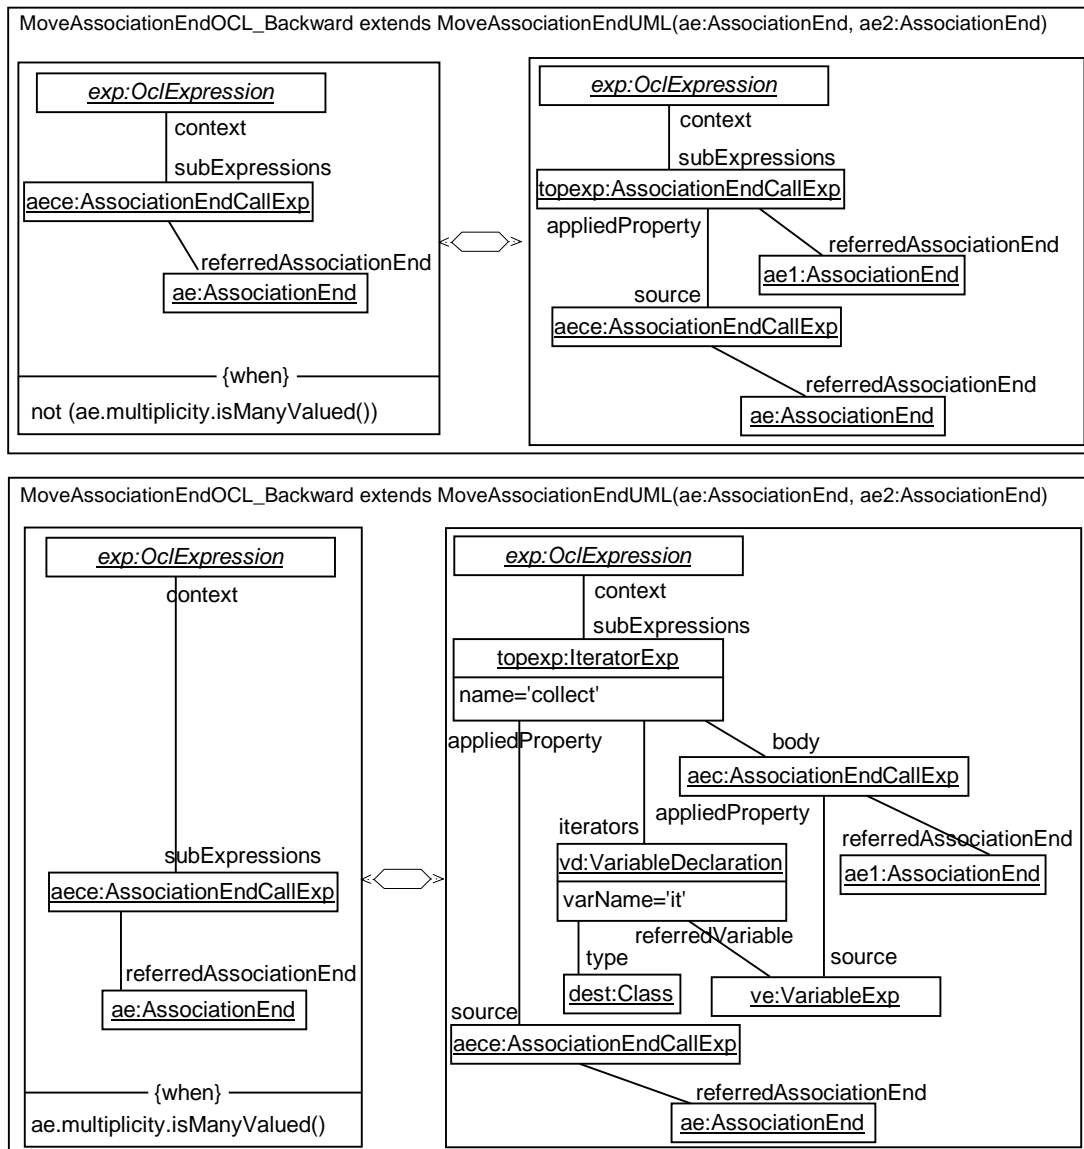 MoveAssociationEndOCL_Backward extends MoveAssociationEndUML(ae:AssociationEnd, ae2:AssociationEnd)
exp:OclExpression
context
subExpressions
aece:AssociationEndCallExp
referredAssociationEnd
ae:AssociationEnd
{when}
not (ae.multiplicity.isManyValued())
exp:OclExpression
context
subExpressions
topexp:AssociationEndCallExp
appliedProperty
referredAssociationEnd
ae1:AssociationEnd
source
aece:AssociationEndCallExp
referredAssociationEnd
ae:AssociationEnd
MoveAssociationEndOCL_Backward extends MoveAssociationEndUML(ae:AssociationEnd, ae2:AssociationEnd)
exp:OclExpression
context
subExpressions
aece:AssociationEndCallExp
referredAssociationEnd
ae:AssociationEnd
{when}
ae.multiplicity.isManyValued()
exp:OclExpression
context
subExpressions
topexp:IteratorExp
name='collect'
appliedProperty
body
aec:AssociationEndCallExp
appliedProperty
iterators
referredAssociationEnd
vd:VariableDeclaration
ae1:AssociationEnd
varName='it'
referredVariable
type
source
dest:Class
ve:VariableExp
source
aece:AssociationEndCallExp
referredAssociationEnd
ae:AssociationEnd